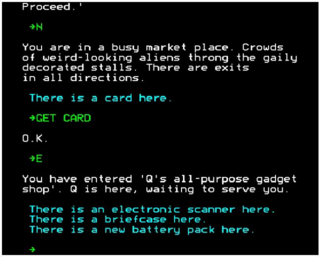 Proceed.'
→N
You are in a busy market place. Crowds
of weird-looking aliens throng the gaily
decorated stalls. There are exits
in all directions.
There is a card here.
→GET CARD
O.K.
→E
You have entered 'Q's all-purpose gadget
shop'. Q is here, waiting to serve you.
There is an electronic scanner here.
There is a briefcase here.
There is a new battery pack here.
→